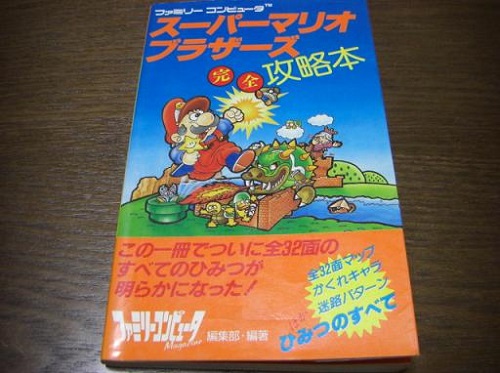 ファミリー コンピュータ™
スーパーマリオ
ブラザーズ
完全
攻略本
この一冊でついに全32面の
すべてのひみつが
明らかになった!
全32面マップ
かくれキャラ
迷路パターン
ひみつのすべて
ファミリーコンピュータ
Magazine
編集部・編著